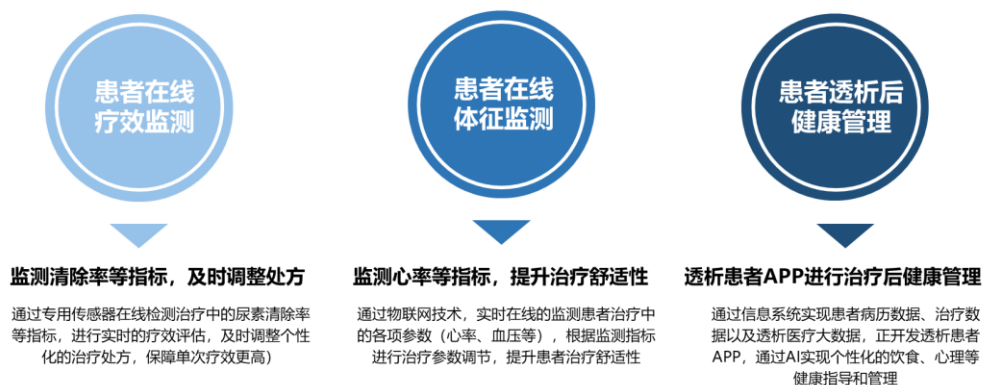 患者在线
疗效监测
监测清除率等指标，及时调整处方
通过专用传感器在线检测治疗中的尿素清除率
等指标，进行实时的疗效评估，及时调整个性
化的治疗处方，保障单次疗效更高）
患者在线
体征监测
监测心率等指标，提升治疗舒适性
通过物联网技术，实时在线的监测患者治疗中
的各项参数（心率、血压等），根据监测指标
进行治疗参数调节，提升患者治疗舒适性
患者透析后
健康管理
透析患者APP进行治疗后健康管理
通过信息系统实现患者病历数据、治疗数
据以及透析医疗大数据，正开发透析患者
APP，通过AI实现个性化的饮食、心理等
健康指导和管理